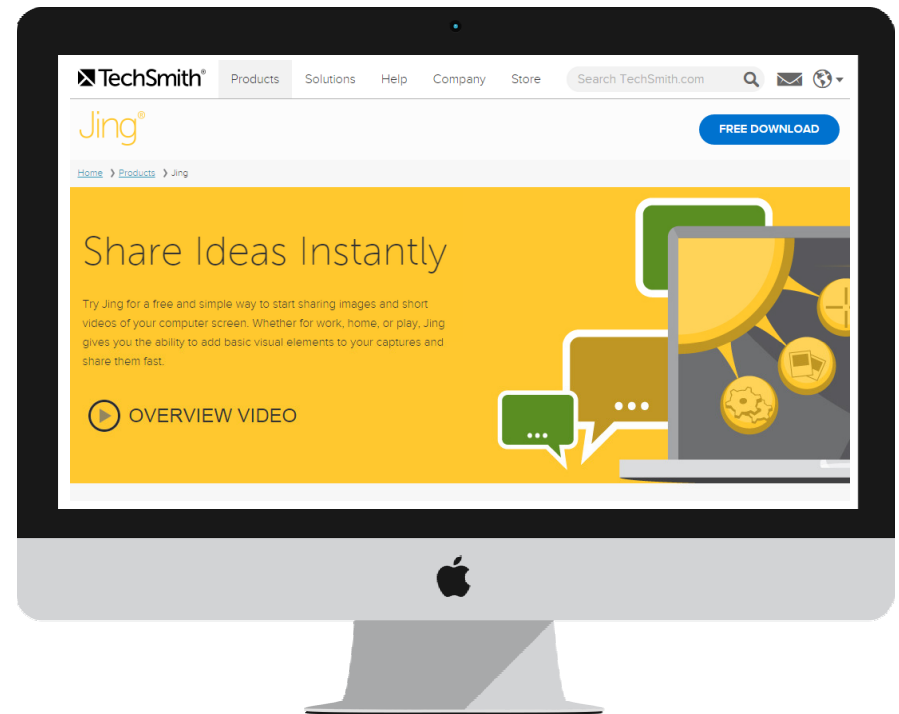 TechSmith®
Products Solutions Help Company Store Search TechSmith.com
Jing®
FREE DOWNLOAD
Home ❯ Products ❯ Jing
Share Ideas Instantly
Try Jing for a free and simple way to start sharing images and short
videos of your computer screen. Whether for work, home, or play, Jing
gives you the ability to add basic visual elements to your captures and
share them fast.
OVERVIEW VIDEO